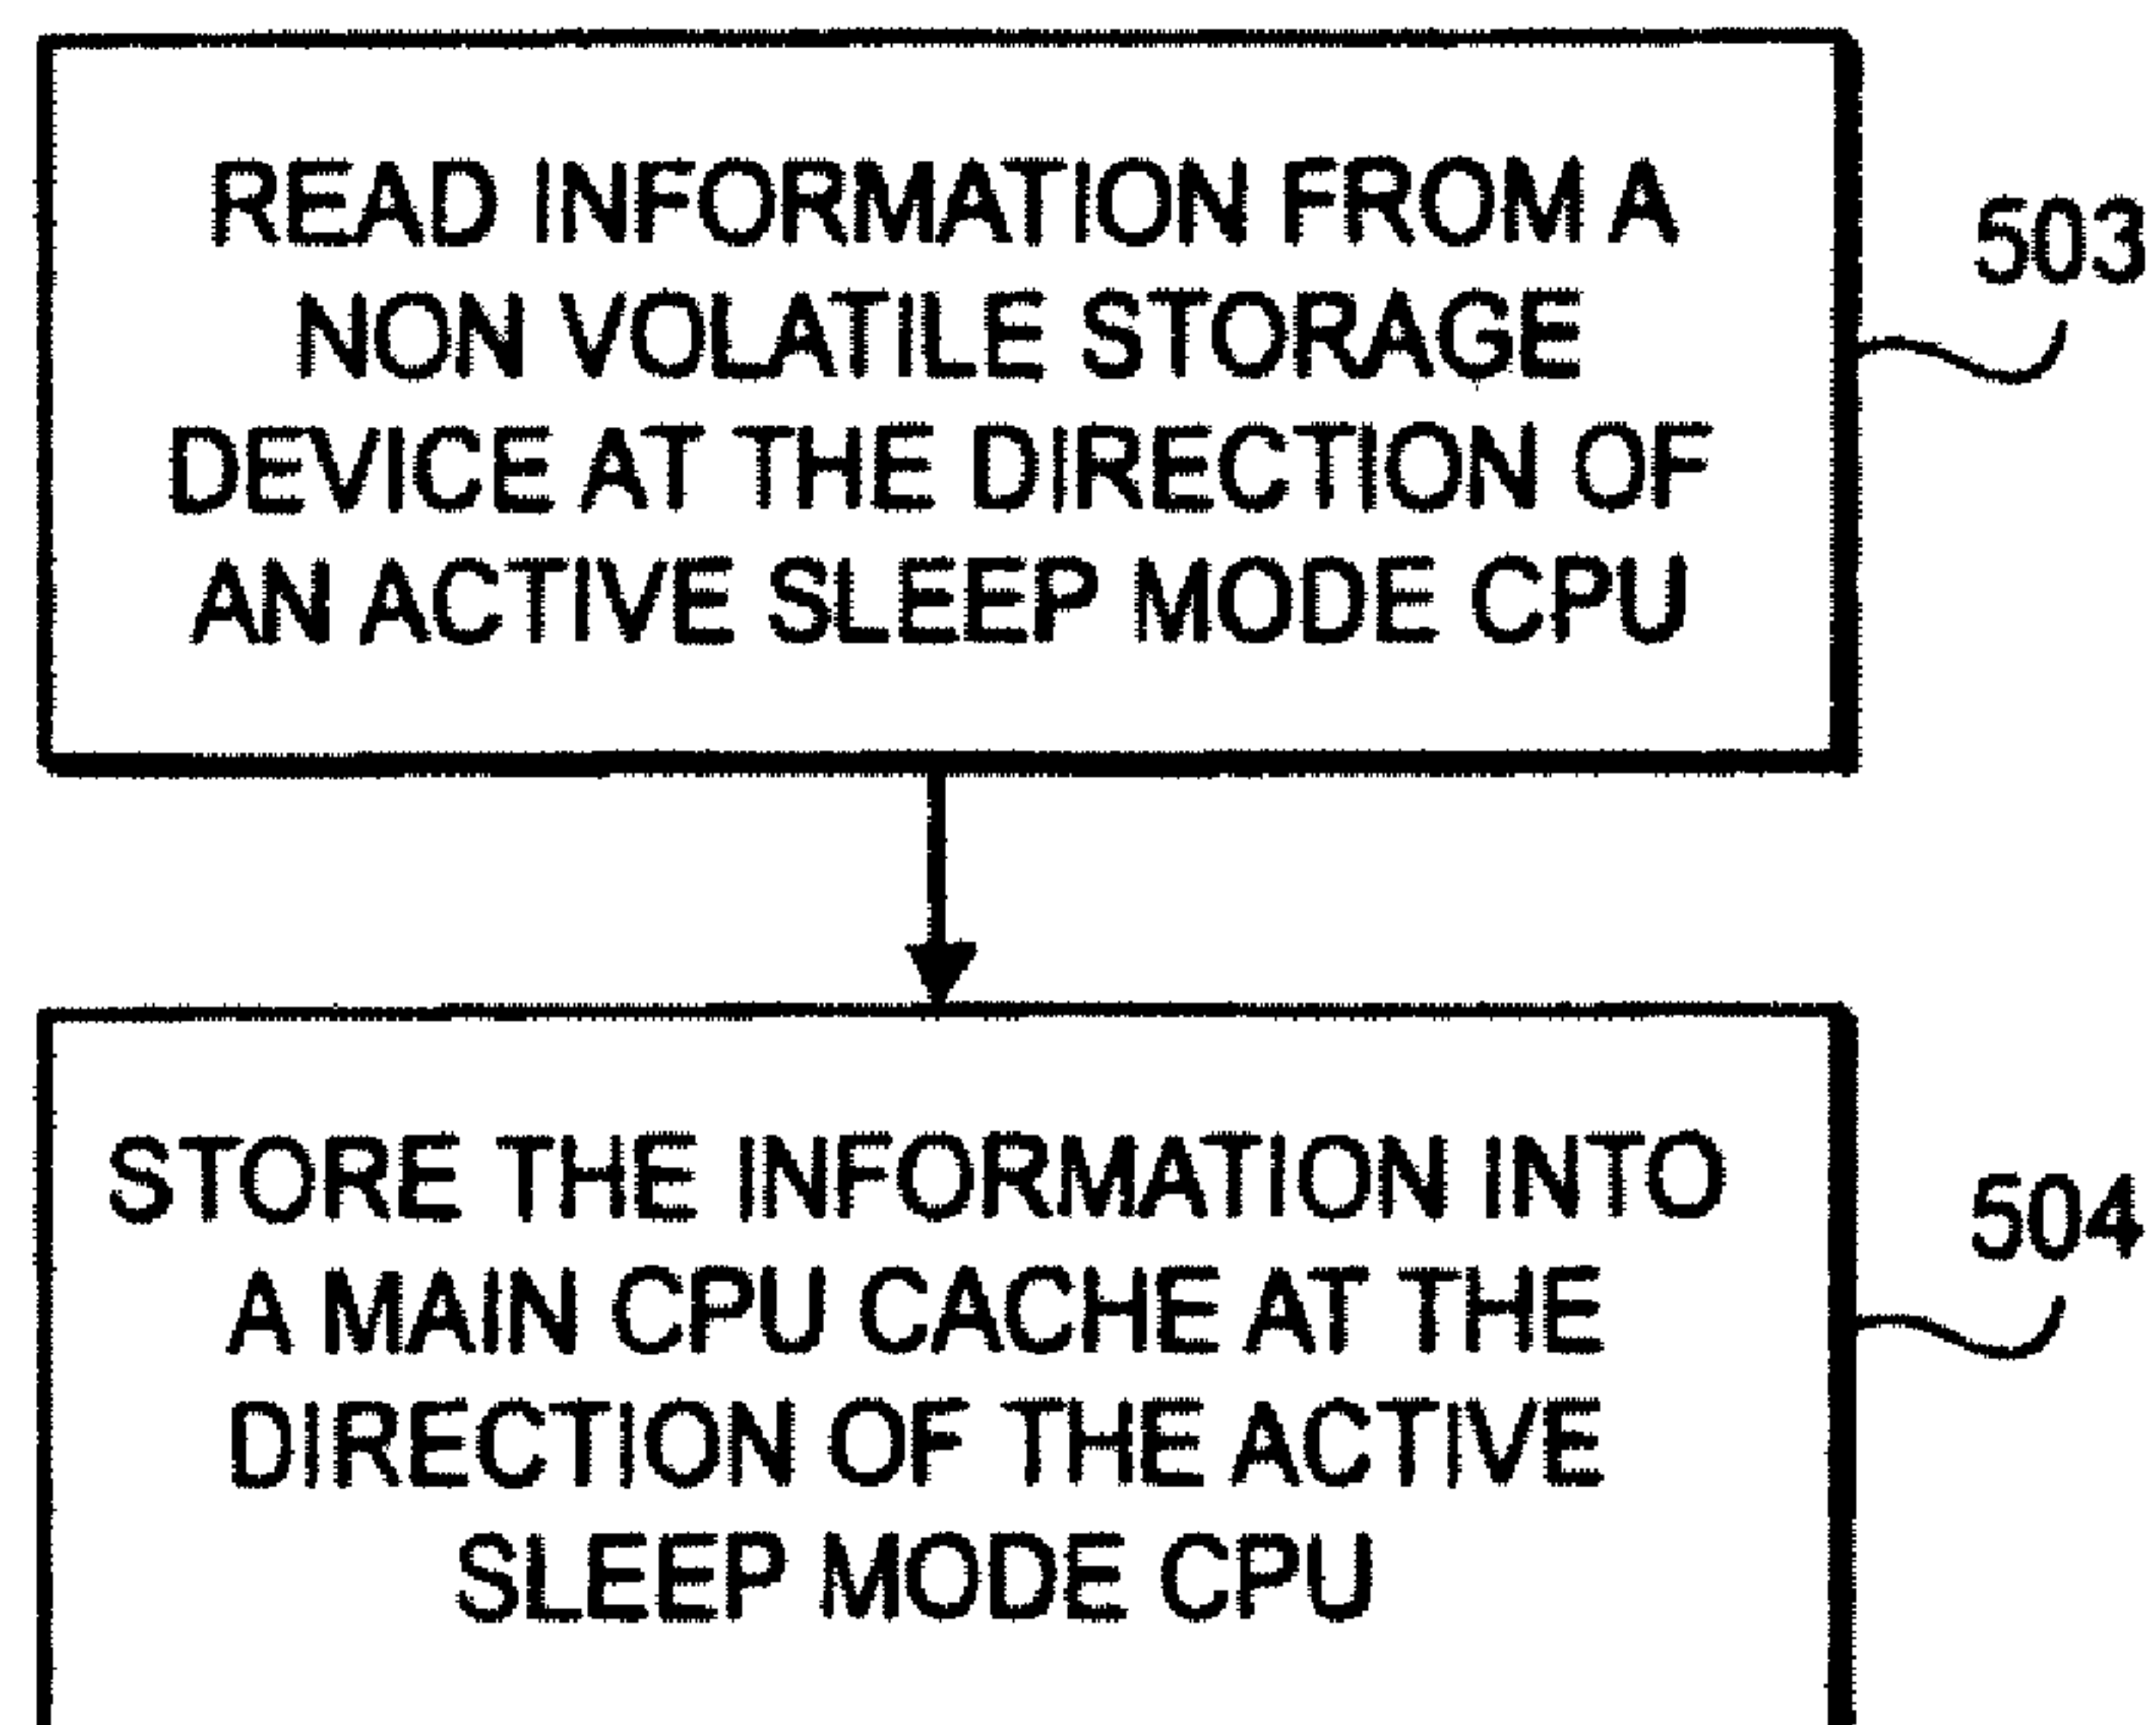 READ INFORMATION FROM A
NON VOLATILE STORAGE
DEVICE AT THE DIRECTION OF
AN ACTIVE SLEEP MODE CPU
503
STORE THE INFORMATION INTO
A MAIN CPU CACHE AT THE
DIRECTION OF THE ACTIVE
SLEEP MODE CPU
504